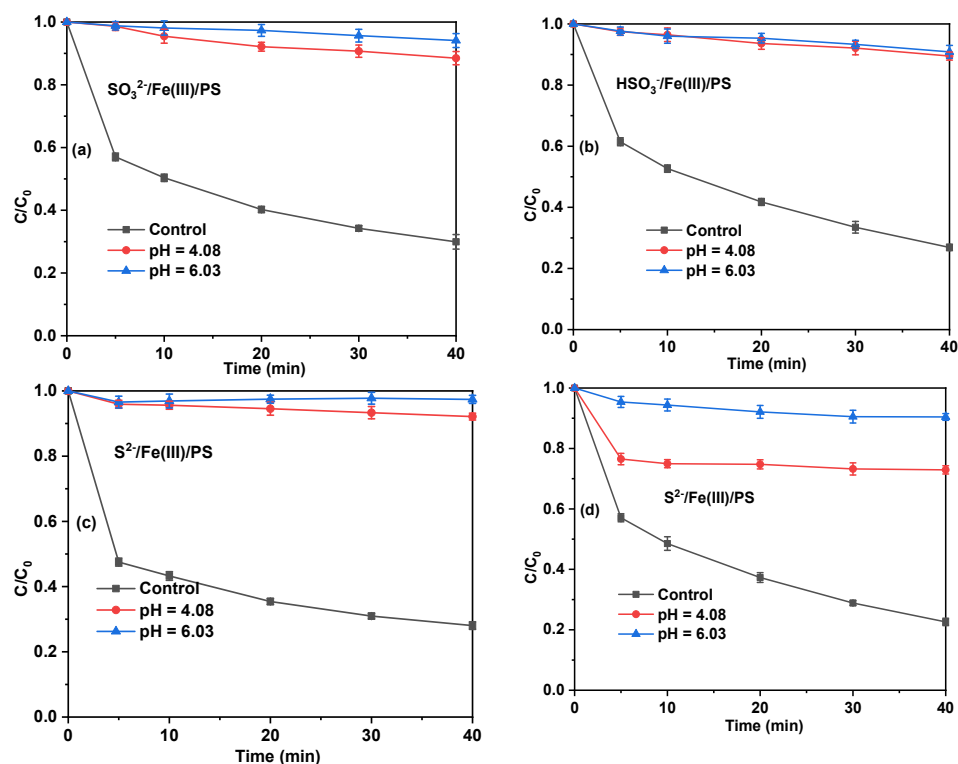 1.0
0.8
0.6
0.4
0.2
0.0
C/C₀
SO₃²⁻/Fe(III)/PS
(a)
Control
pH = 4.08
pH = 6.03
0 10 20 30 40
Time (min)
1.0
0.8
0.6
0.4
0.2
0.0
C/C₀
HSO₃⁻/Fe(III)/PS
(b)
Control
pH = 4.08
pH = 6.03
0 10 20 30 40
Time (min)
1.0
0.8
0.6
0.4
0.2
0.0
C/C₀
S²⁻/Fe(III)/PS
(c)
Control
pH = 4.08
pH = 6.03
0 10 20 30 40
Time (min)
1.0
0.8
0.6
0.4
0.2
0.0
C/C₀
S²⁻/Fe(III)/PS
(d)
Control
pH = 4.08
pH = 6.03
0 10 20 30 40
Time (min)